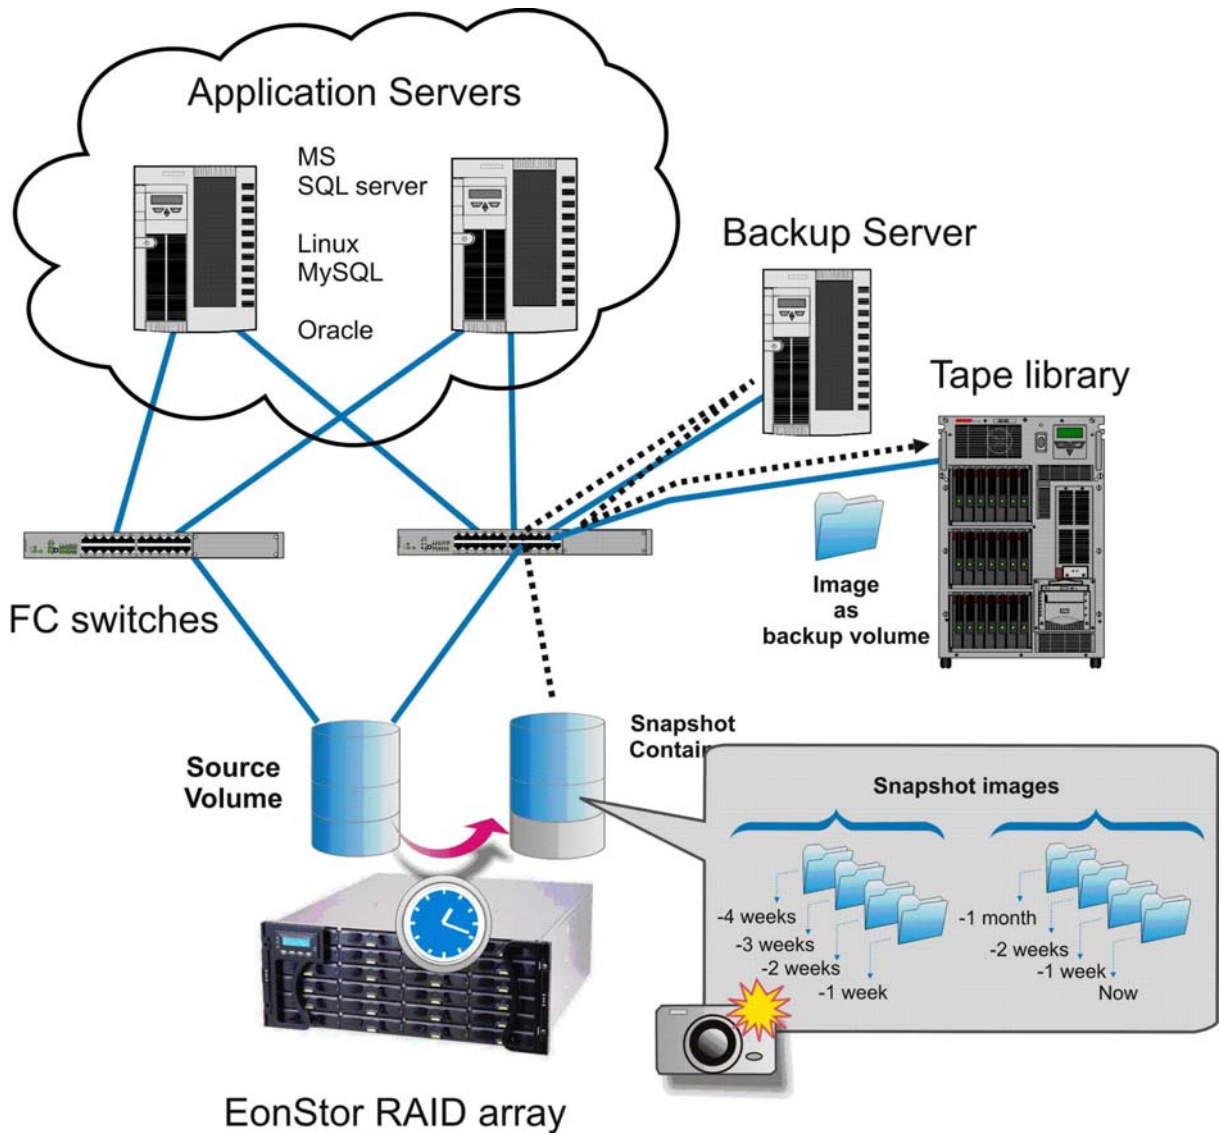 Application Servers
MS
SQL server
Linux
MySQL
Oracle
Backup Server
Tape library
FC switches
Image
as
backup volume
Source
Volume
Snapshot
Contain
Snapshot images
-4 weeks
-3 weeks
-2 weeks
-1 week
-1 month
-2 weeks
-1 week
Now
EonStor RAID array